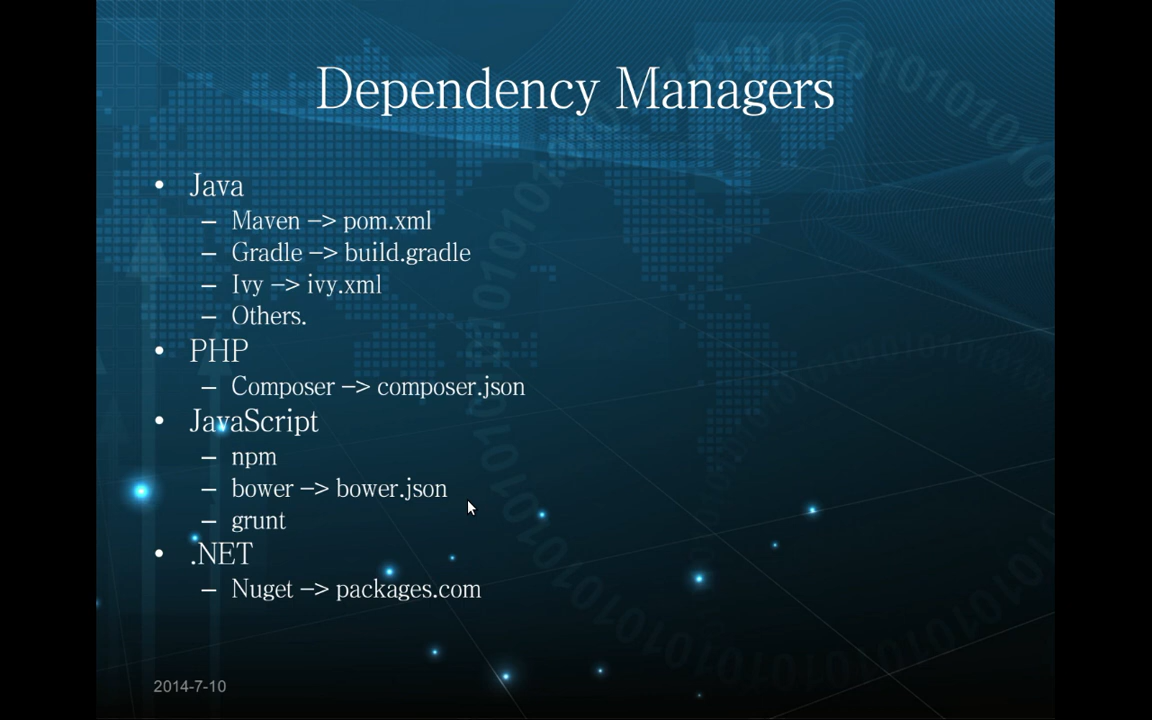 Dependency Managers
• Java
– Maven –> pom.xml
– Gradle –> build.gradle
– Ivy –> ivy.xml
– Others.
• PHP
– Composer –> composer.json
• JavaScript
– npm
– bower –> bower.json
– grunt
• .NET
– Nuget –> packages.com
2014-7-10